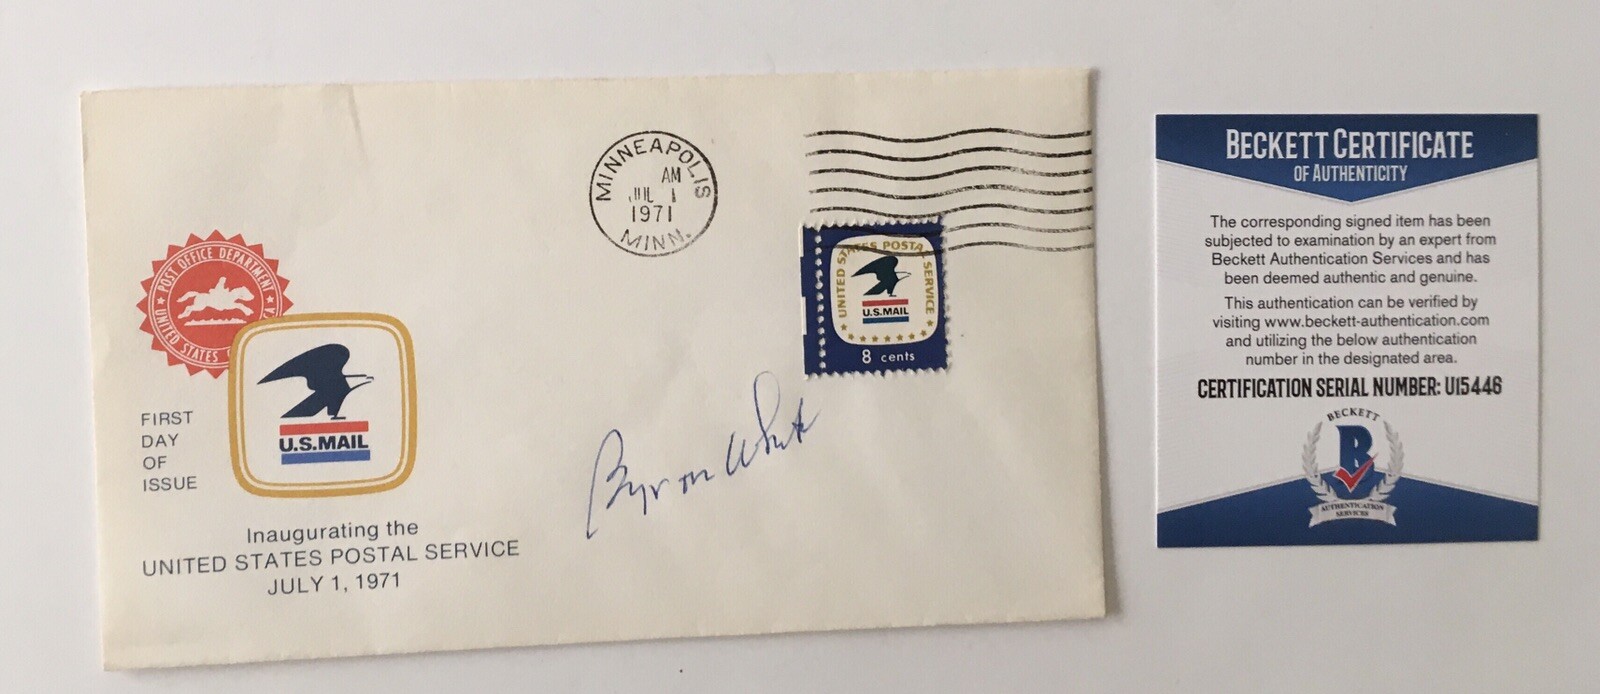 MINNEAPOLIS
AM
JUL 1
1971
MINN.
UNITED STATES POSTAL SERVICE
U.S.MAIL
8 cents
POST OFFICE DEPARTMENT
UNITED STATES
U.S.MAIL
FIRST
DAY
OF
ISSUE
Inaugurating the
UNITED STATES POSTAL SERVICE
JULY 1, 1971
Byron White
BECKETT CERTIFICATE
OF AUTHENTICITY
The corresponding signed item has been
subjected to examination by an expert from
Beckett Authentication Services and has
been deemed authentic and genuine.
This authentication can be verified by
visiting www.beckett-authentication.com
and utilizing the below authentication
number in the designated area.
CERTIFICATION SERIAL NUMBER: U15446
BECKETT
B
AUTHENTICATION
SERVICES